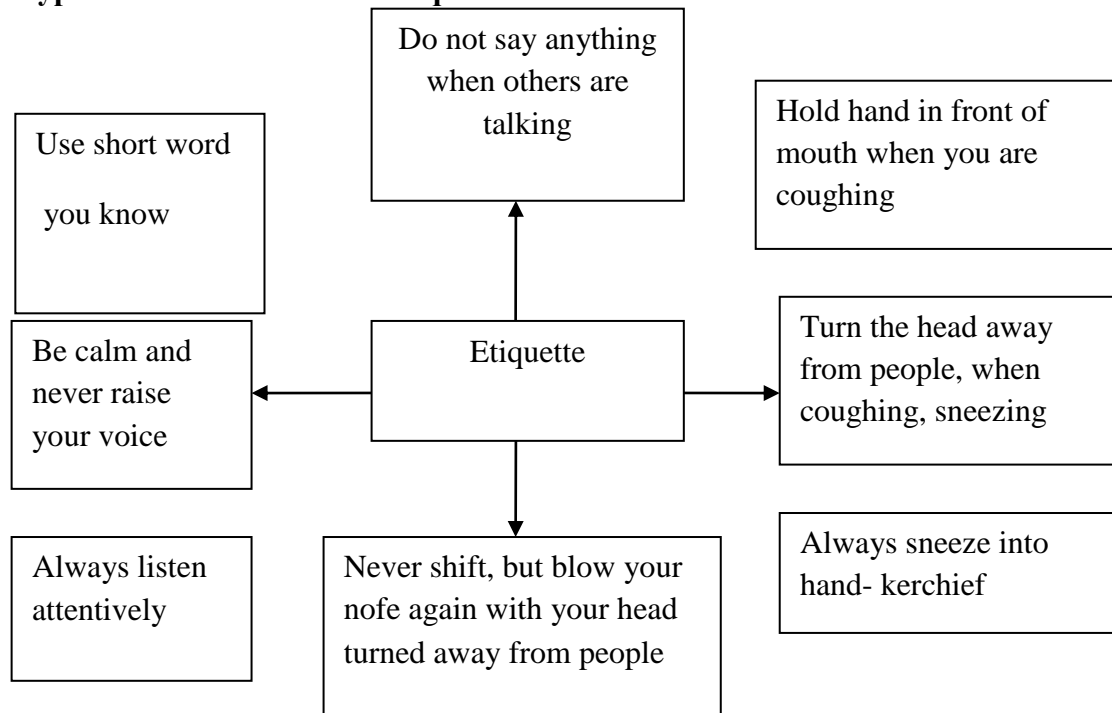 Do not say anything
when others are
talking
Hold hand in front of
mouth when you are
coughing
Use short word
you know
Etiquette
Turn the head away
from people, when
coughing, sneezing
Be calm and
never raise
your voice
Always sneeze into
hand- kerchief
Always listen
attentively
Never shift, but blow your
nofe again with your head
turned away from people